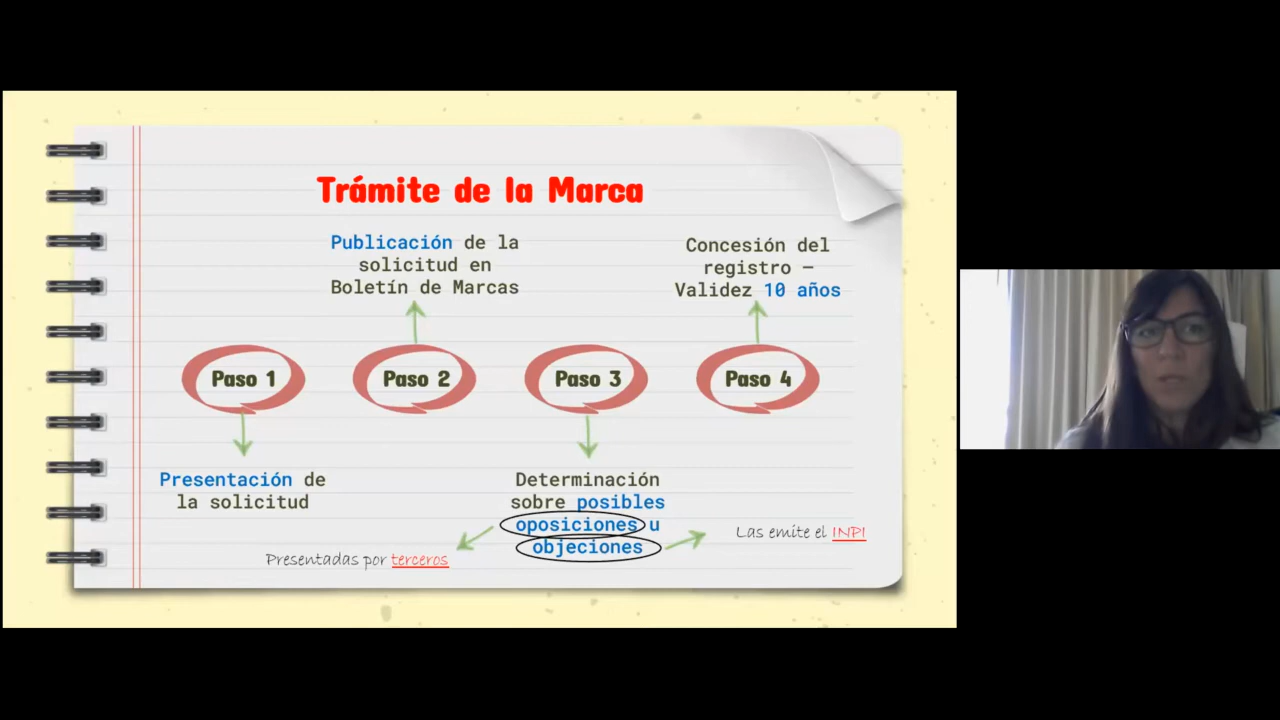 Trámite de la Marca
Publicación de la
solicitud en
Boletín de Marcas
Concesión del
registro –
Validez 10 años
Paso 1
Paso 2
Paso 3
Paso 4
Presentación de
la solicitud
Determinación
sobre posibles
oposiciones u
objeciones
Presentadas por terceros
Las emite el INPI